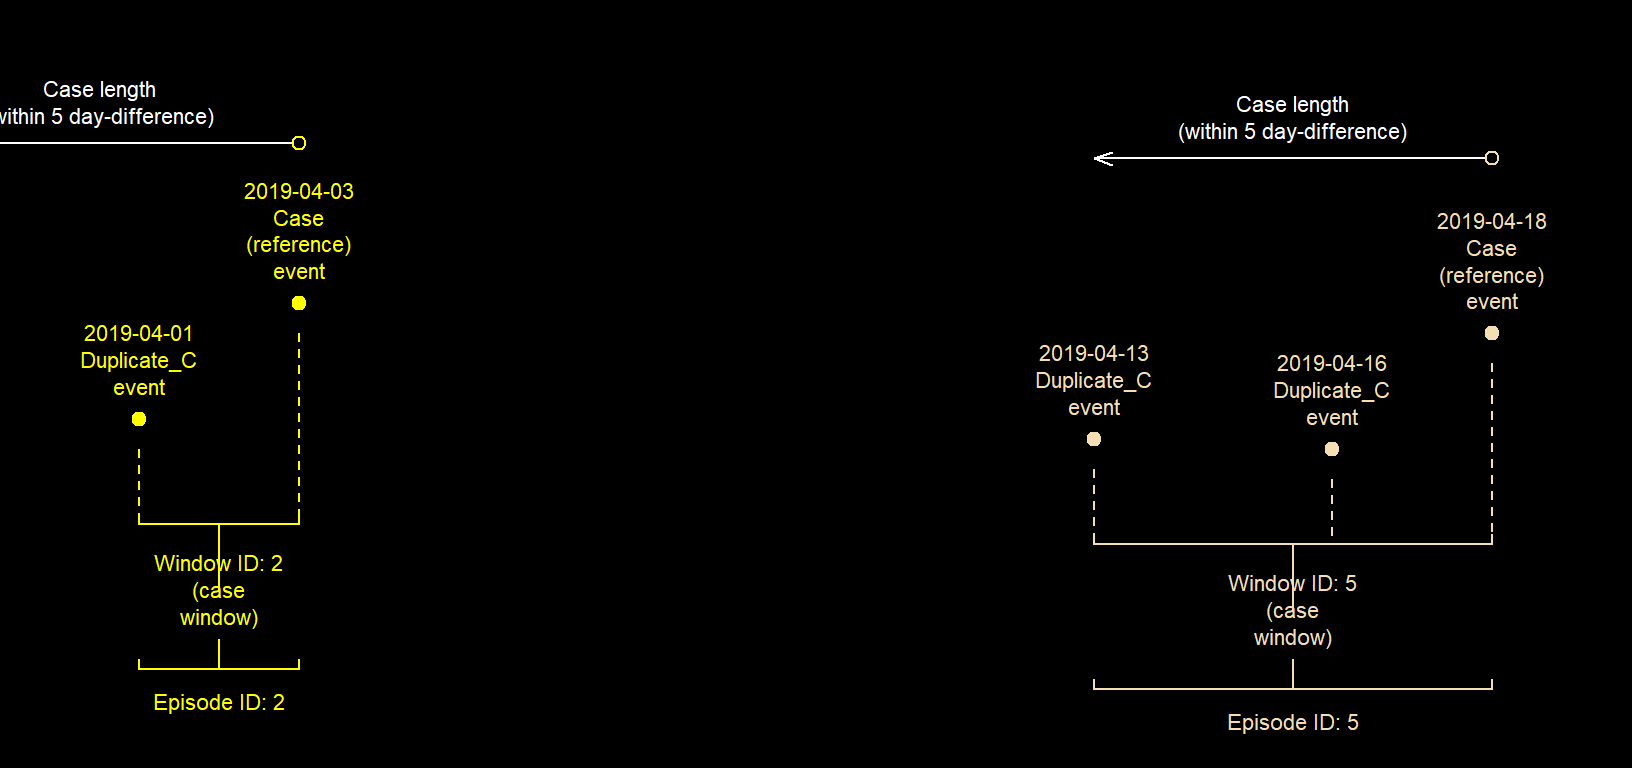 Case length
within 5 day-difference)
2019-04-03
Case
(reference)
event
2019-04-01
Duplicate_C
event
Window ID: 2
(case
window)
Episode ID: 2
Case length
(within 5 day-difference)
2019-04-18
Case
(reference)
event
2019-04-13
Duplicate_C
event
2019-04-16
Duplicate_C
event
Window ID: 5
(case
window)
Episode ID: 5